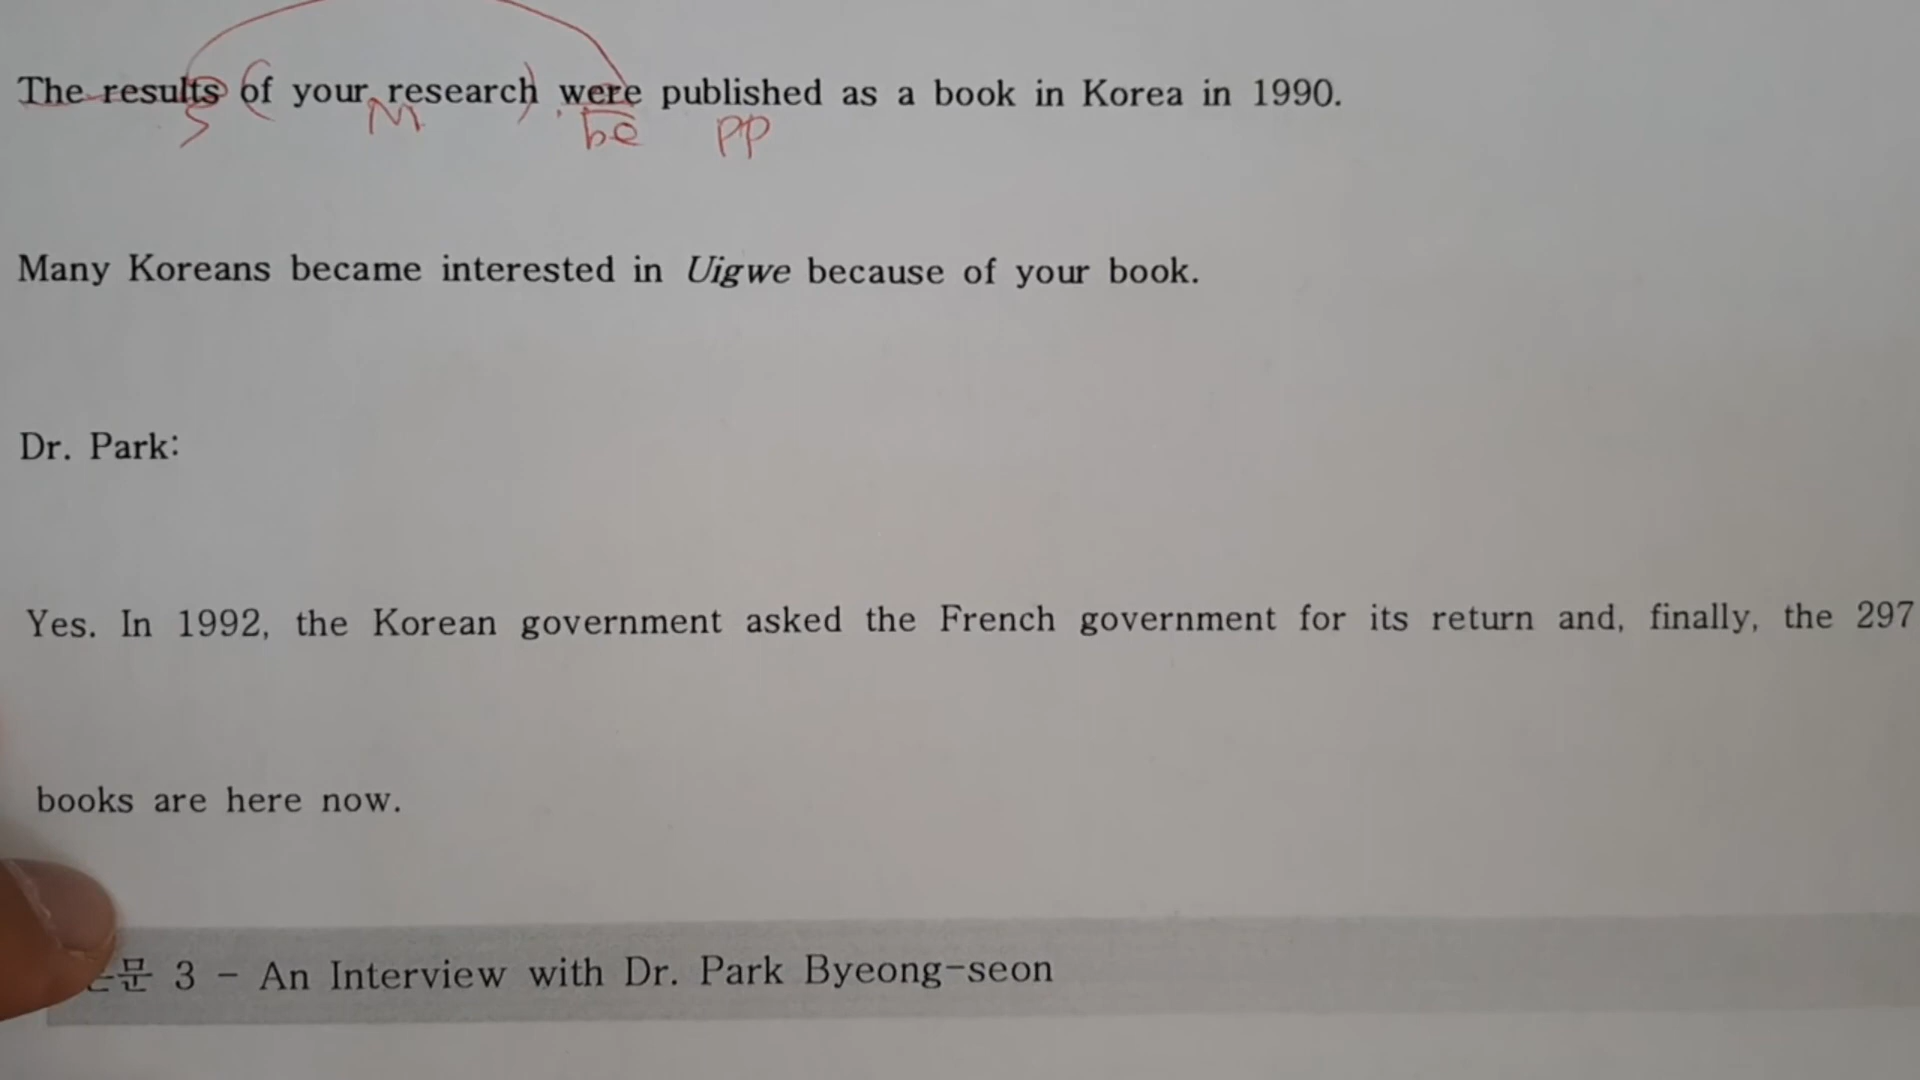 The results of your research were published as a book in Korea in 1990.
S M be PP
Many Koreans became interested in Uigwe because of your book.
Dr. Park:
Yes. In 1992, the Korean government asked the French government for its return and, finally, the 297
books are here now.
문 3 - An Interview with Dr. Park Byeong-seon